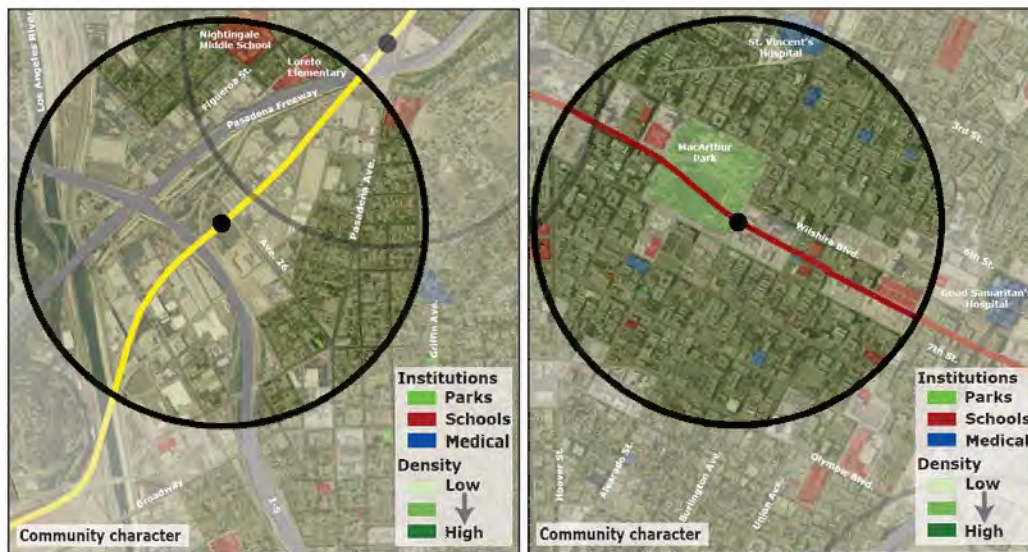 Los Angeles River
Nightingale
Middle School
Loreto
Elementary
Figueroa St.
Pasadena Freeway
Pasadena Ave.
Ave. 26
Griffin Ave.
Broadway
I-5
Institutions
Parks
Schools
Medical
Density
Low
High
Community character
St. Vincent's
Hospital
3rd St.
MacArthur
Park
Wilshire Blvd.
6th St.
Good Samaritan
Hospital
7th St.
Hoover St.
Alvarado St.
Burlington Ave.
Union Ave.
Olympic Blvd.
Institutions
Parks
Schools
Medical
Density
Low
High
Community character